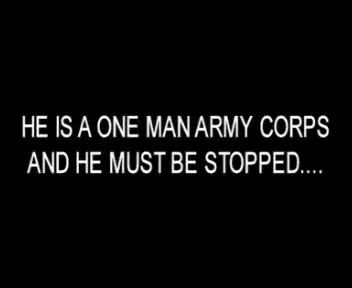 HE IS A ONE MAN ARMY CORPS
AND HE MUST BE STOPPED....